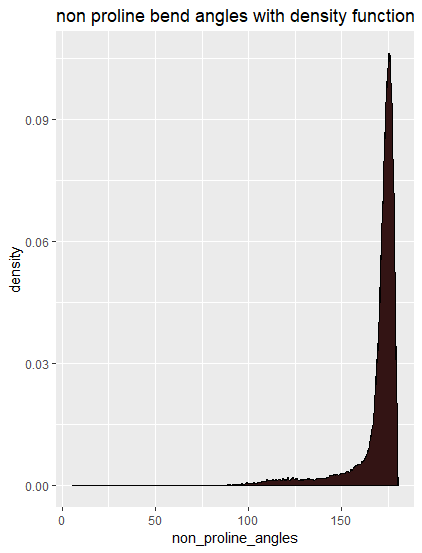 non proline bend angles with density function
density
0.09
0.06
0.03
0.00
0 50 100 150
non_proline_angles